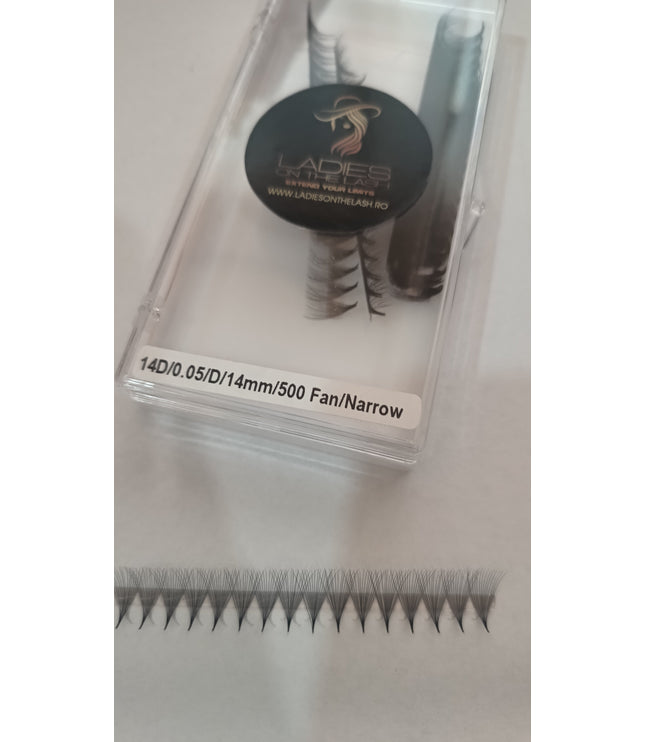 LADIES
ON THE LASH
EXTEND YOUR LIMITS
WWW.LADIESONTHELASH.RO
14D/0.05/D/14mm/500 Fan/Narrow